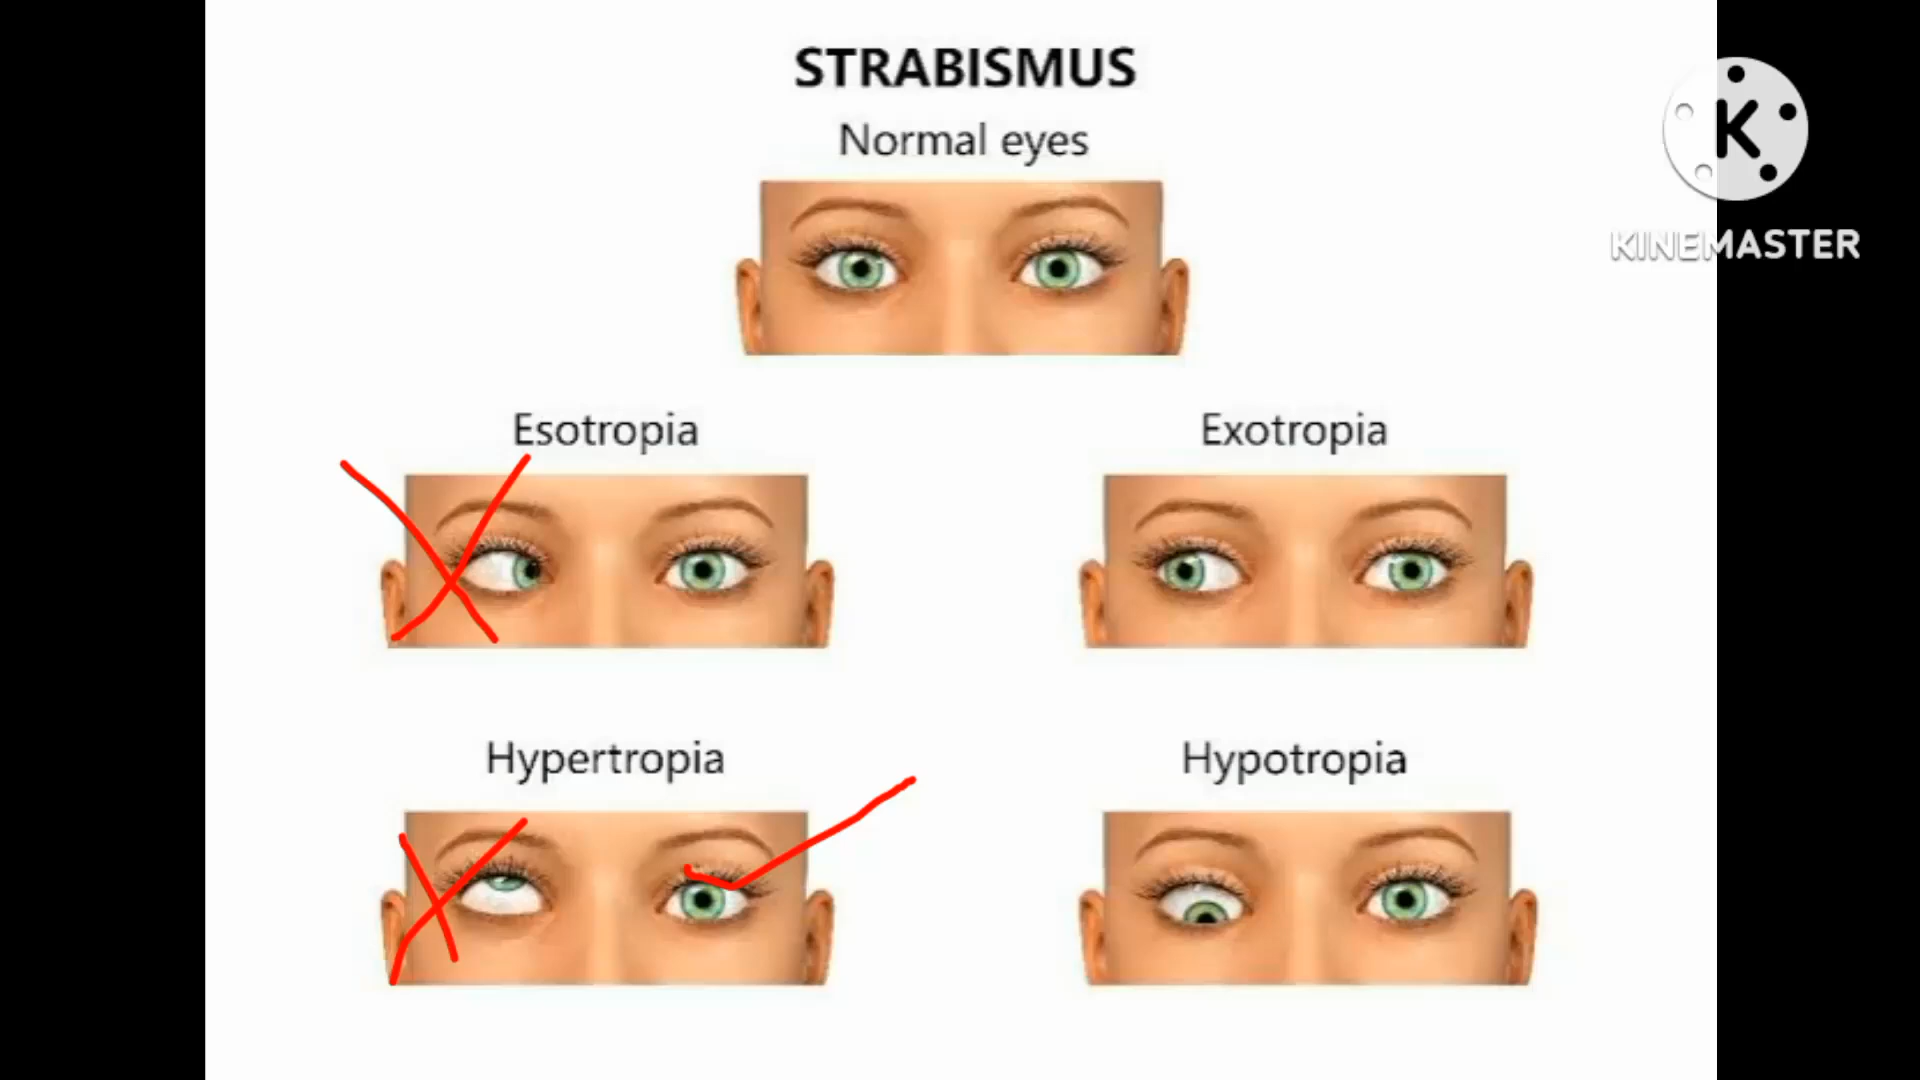 STRABISMUS
Normal eyes
K
KINEMASTER
Esotropia
Exotropia
Hypertropia
Hypotropia